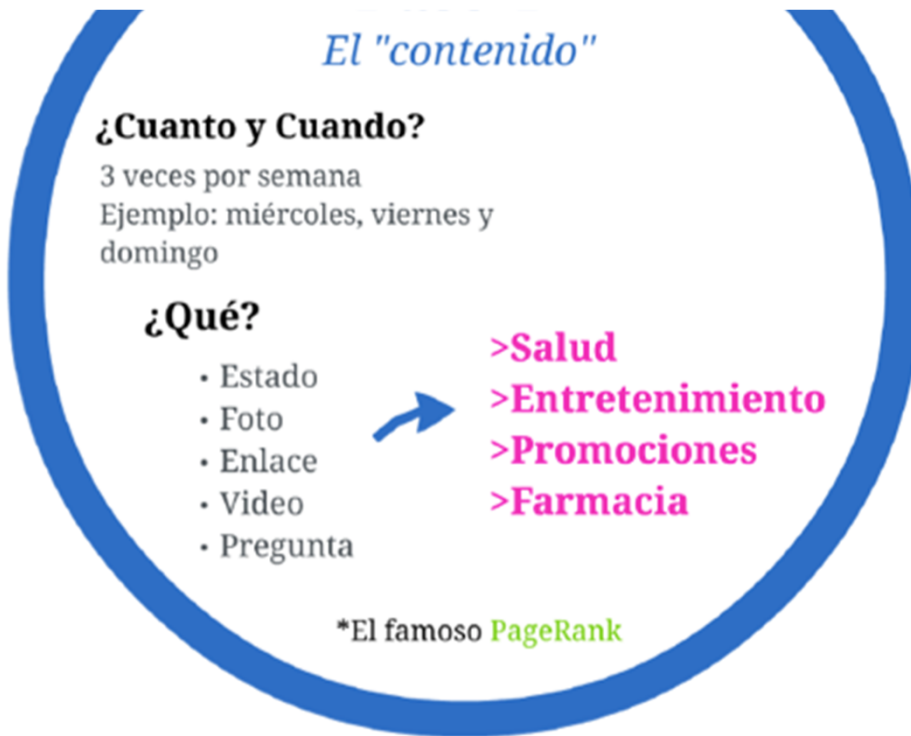 El "contenido"
¿Cuanto y Cuando?
3 veces por semana
Ejemplo: miércoles, viernes y
domingo
¿Qué?
· Estado
· Foto
· Enlace
· Video
· Pregunta
>Salud
>Entretenimiento
>Promociones
>Farmacia
*El famoso PageRank